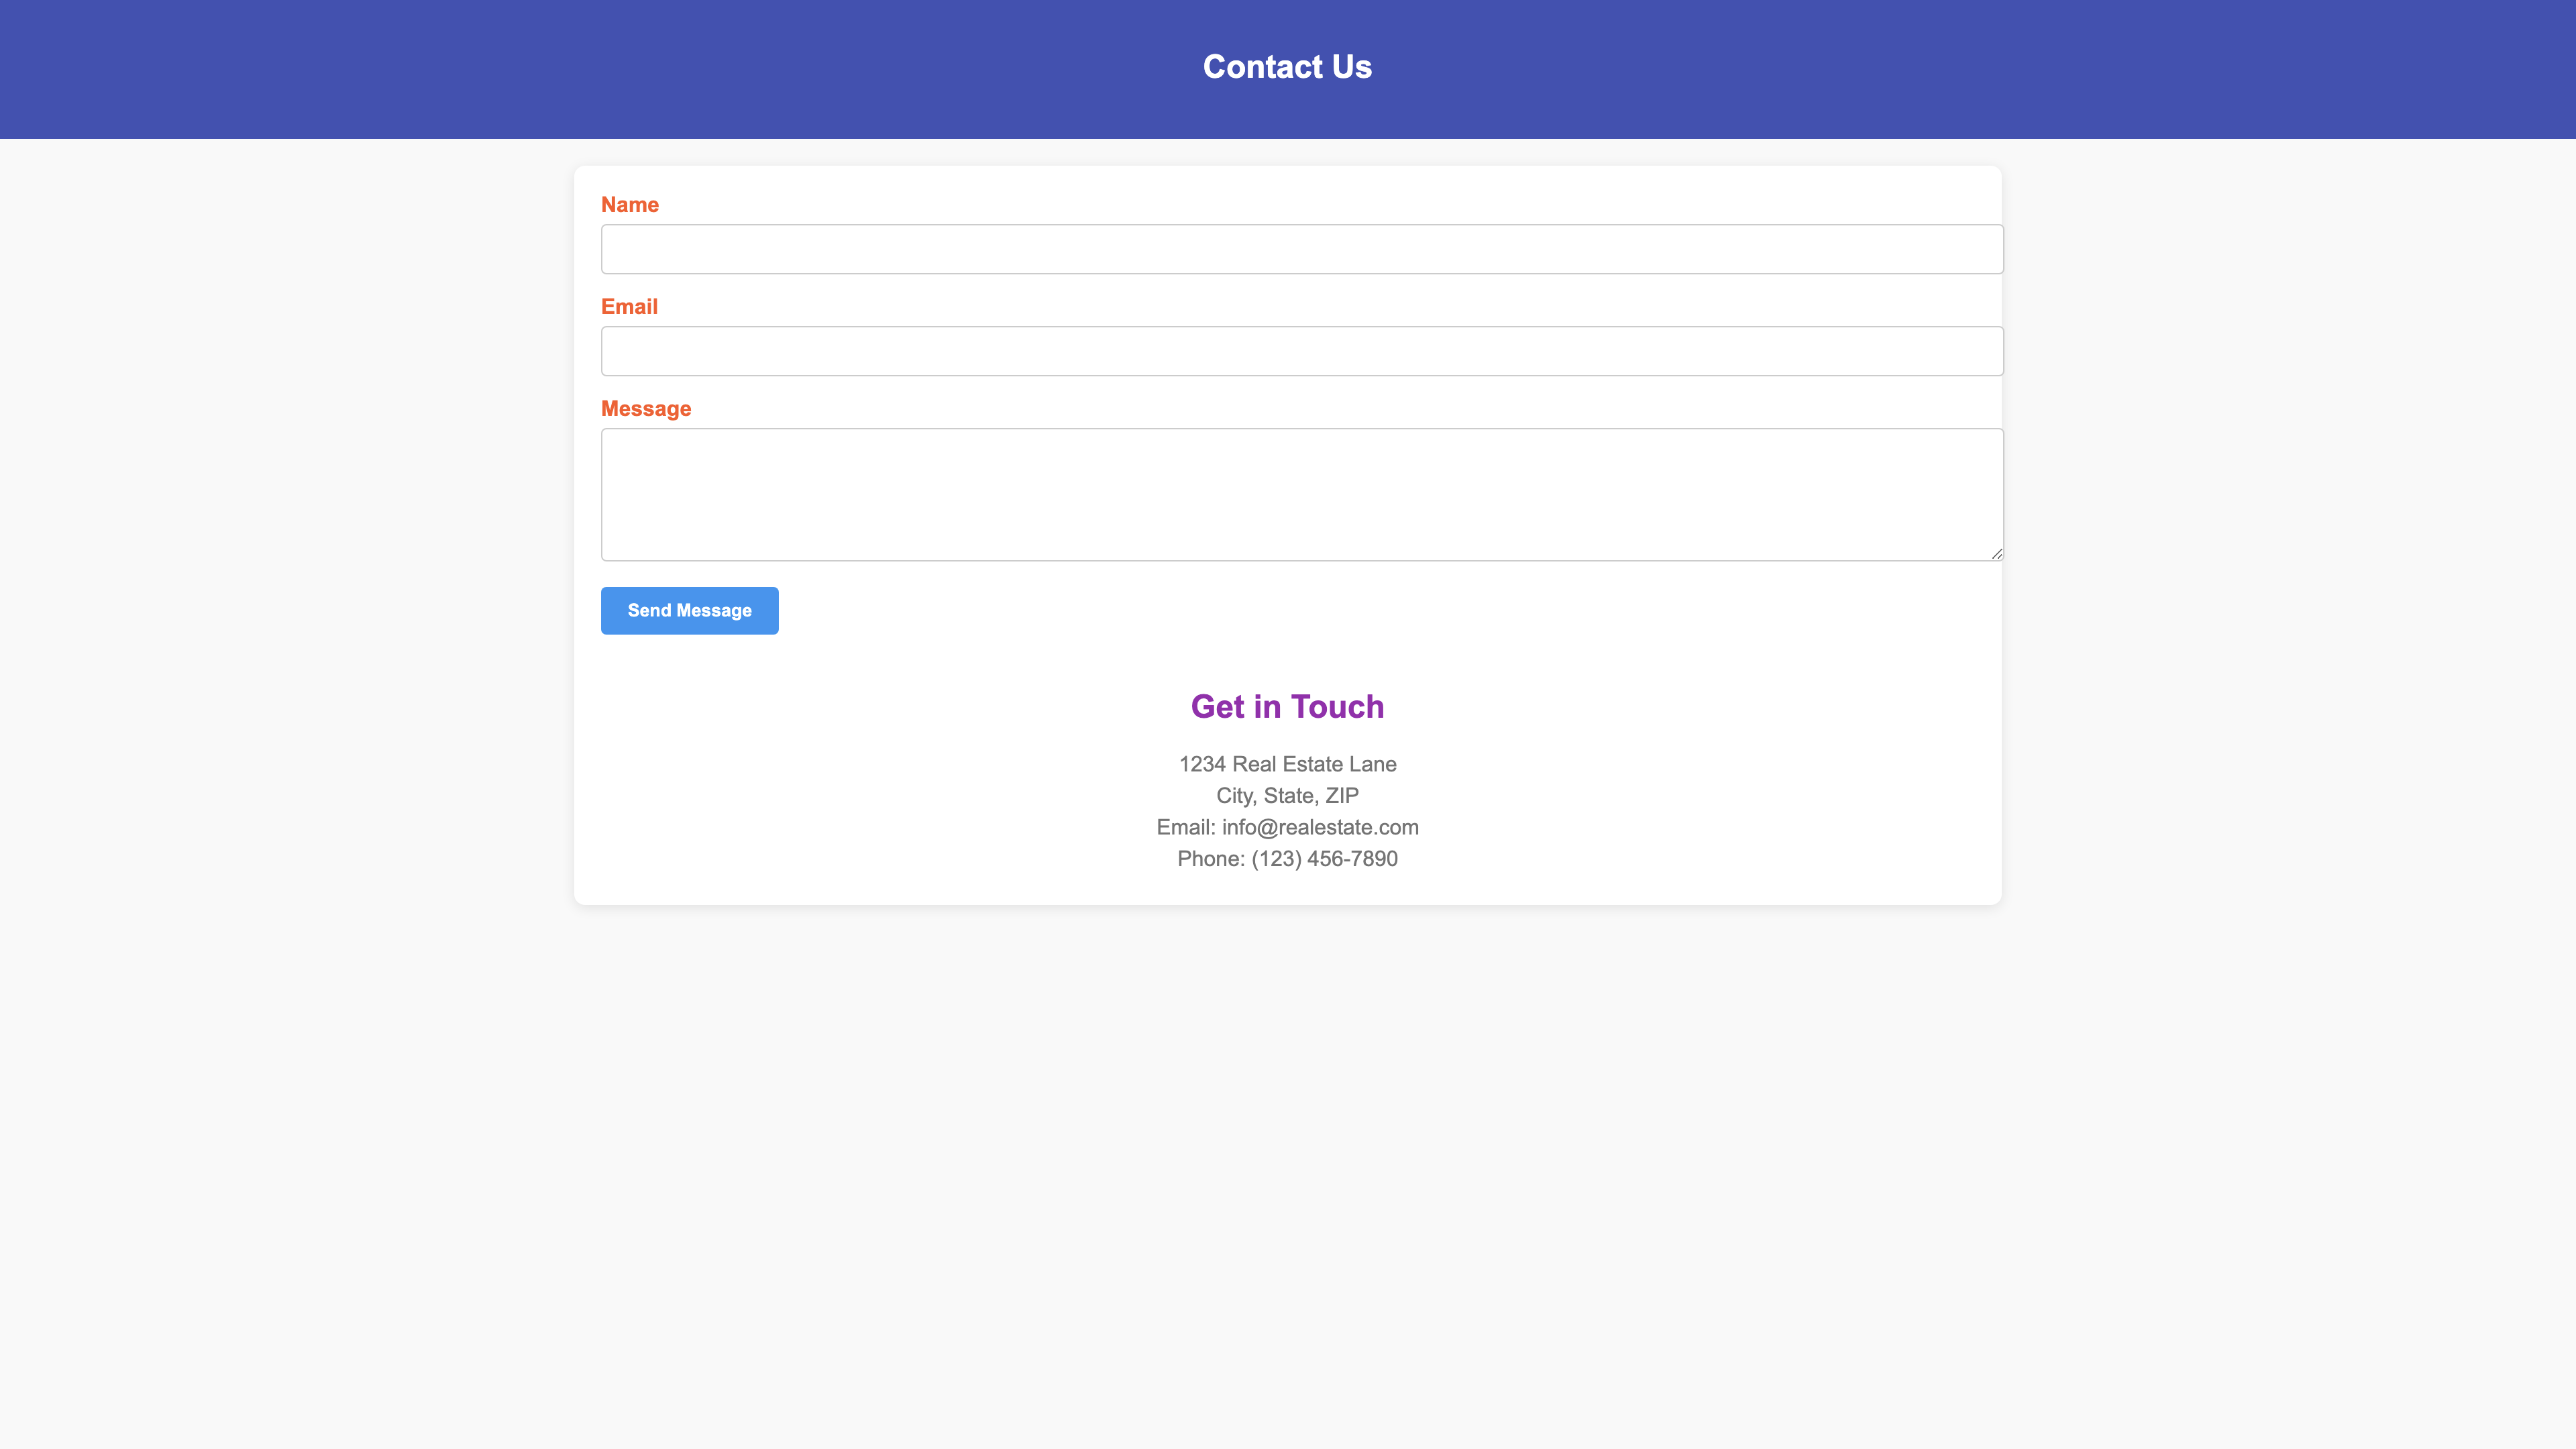 Contact Us
Name
Email
Message
Send Message
Get in Touch
1234 Real Estate Lane
City, State, ZIP
Email: info@realestate.com
Phone: (123) 456-7890